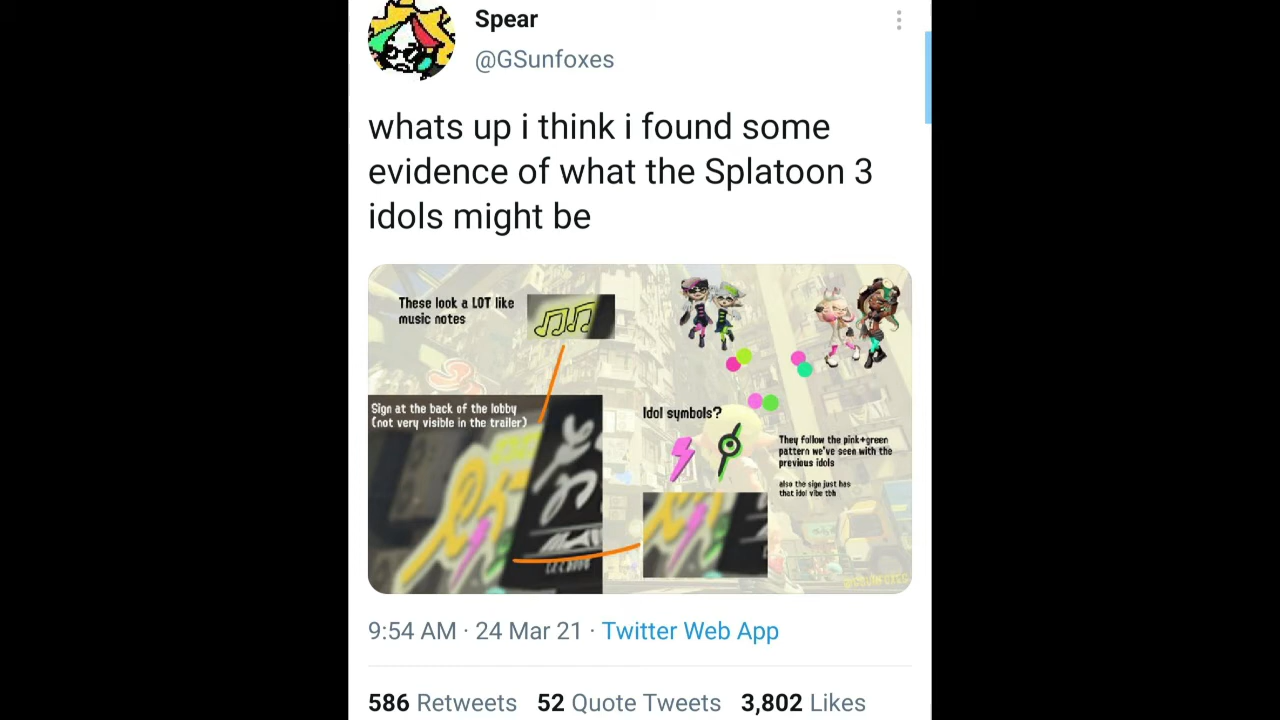 Spear
@GSunfoxes
whats up i think i found some
evidence of what the Splatoon 3
idols might be
These look a LOT like
music notes
Sign at the back of the lobby
(not very visible in the trailer)
Idol symbols?
They follow the pink+green
pattern we've seen with the
previous idols
also the sign just has
that idol vibe tbh
9:54 AM · 24 Mar 21 · Twitter Web App
586 Retweets 52 Quote Tweets 3,802 Likes